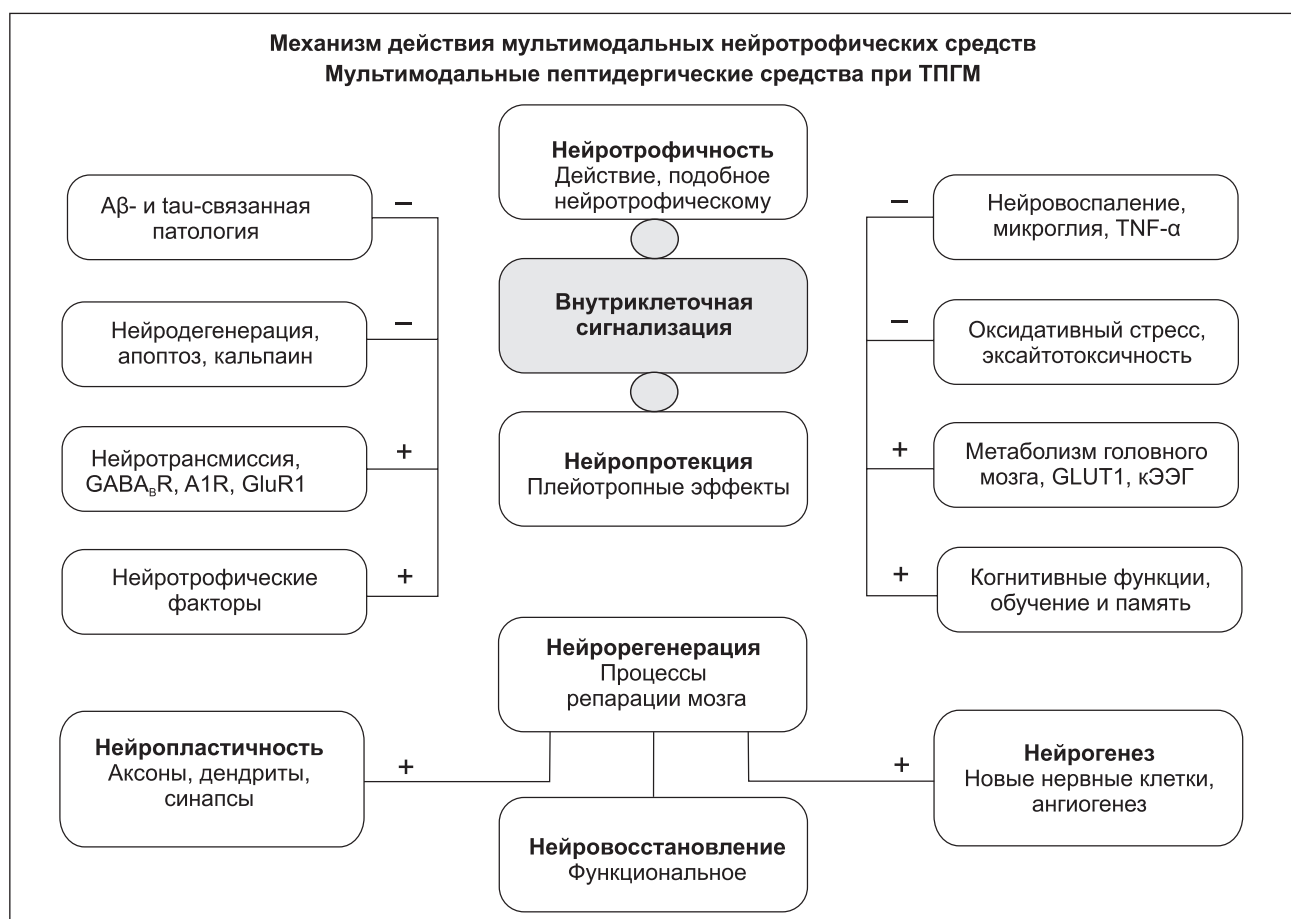 Механизм действия мультимодальных нейротрофических средств
Мультимодальные пептидергические средства при ТПГМ
Нейротрофичность
Действие, подобное
нейротрофическому
Aβ- и tau-связанная
патология
–
–
Нейровоспаление,
микроглия, TNF-α
Внутриклеточная
сигнализация
Нейродегенерация,
апоптоз, кальпаин
–
–
Оксидативный стресс,
эксайтотоксичность
Нейротрансмиссия,
GABA_BR, A1R, GluR1
+
Нейропротекция
Плейотропные эффекты
+
Метаболизм головного
мозга, GLUT1, кЭЭГ
Нейротрофические
факторы
+
+
Когнитивные функции,
обучение и память
Нейрорегенерация
Процессы
репарации мозга
Нейропластичность
Аксоны, дендриты,
синапсы
+
+
Нейрогенез
Новые нервные клетки,
ангиогенез
Нейровосстановление
Функциональное